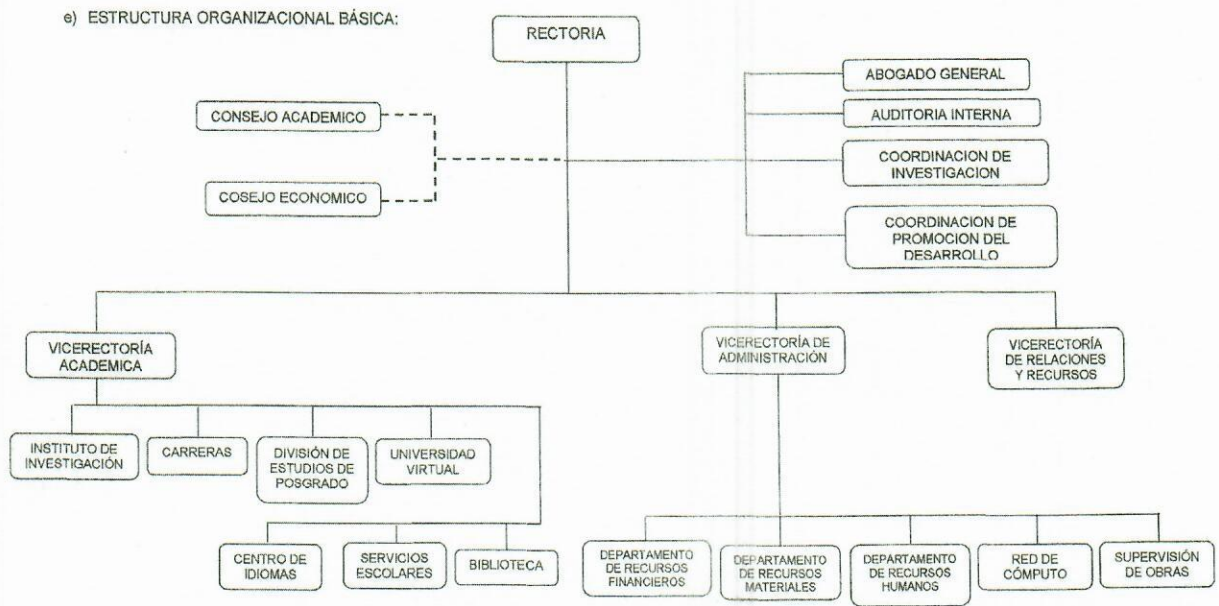 e) ESTRUCTURA ORGANIZACIONAL BÁSICA:
RECTORIA
ABOGADO GENERAL
CONSEJO ACADEMICO
AUDITORÍA INTERNA
COORDINACION DE
INVESTIGACION
COSEJO ECONOMICO
COORDINACION DE
PROMOCION DEL
DESARROLLO
VICERECTORÍA
ACADEMICA
VICERECTORÍA DE
ADMINISTRACIÓN
VICERECTORÍA
DE RELACIONES
Y RECURSOS
INSTITUTO DE
INVESTIGACIÓN
CARRERAS
DIVISIÓN DE
ESTUDIOS DE
POSGRADO
UNIVERSIDAD
VIRTUAL
CENTRO DE
IDIOMAS
SERVICIOS
ESCOLARES
BIBLIOTECA
DEPARTAMENTO
DE RECURSOS
FINANCIEROS
DEPARTAMENTO
DE RECURSOS
MATERIALES
DEPARTAMENTO
DE RECURSOS
HUMANOS
RED DE
CÓMPUTO
SUPERVISIÓN
DE OBRAS